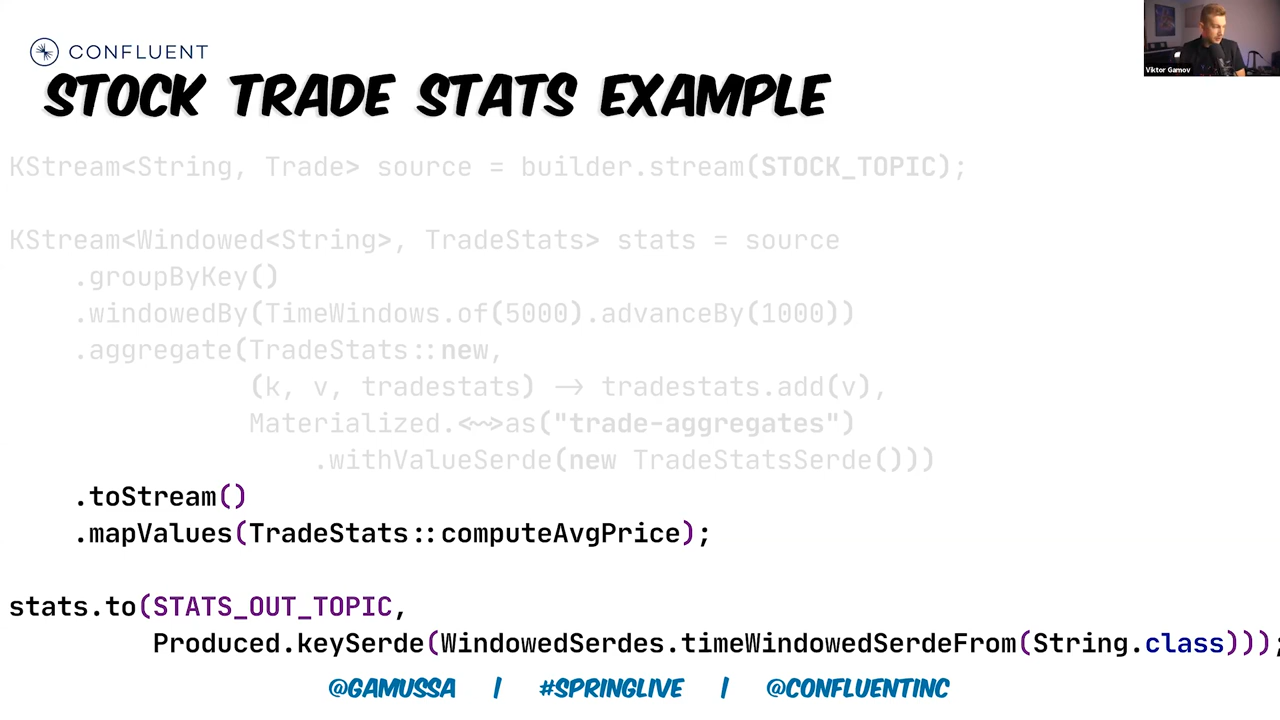 CONFLUENT
Viktor Gamov
STOCK TRADE STATS EXAMPLE
KStream<String, Trade> source = builder.stream(STOCK_TOPIC);
KStream<Windowed<String>, TradeStats> stats = source
.groupByKey()
.windowedBy(TimeWindows.of(5000).advanceBy(1000))
.aggregate(TradeStats::new,
(k, v, tradestats) -> tradestats.add(v),
Materialized.<~>as("trade-aggregates")
.withValueSerde(new TradeStatsSerde()))
.toStream()
.mapValues(TradeStats::computeAvgPrice);
stats.to(STATS_OUT_TOPIC,
Produced.keySerde(WindowedSerdes.timeWindowedSerdeFrom(String.class)));
@GAMUSSA | #SPRINGLIVE | @CONFLUENTINC